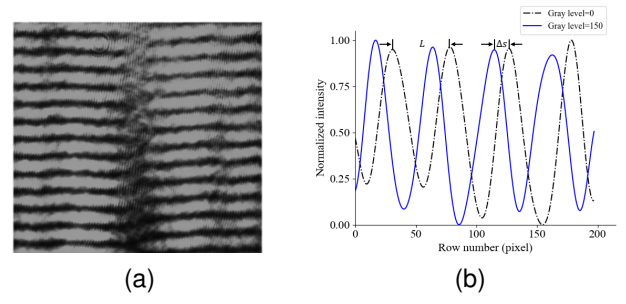 Gray level=0
Gray level=150
L
Δs
1.00
0.75
0.50
0.25
0.00
Normalized intensity
0
50
100
150
200
Row number (pixel)
(a)
(b)